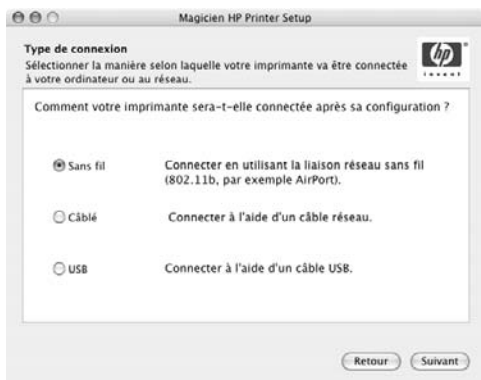 Magicien HP Printer Setup
Type de connexion
Sélectionner la manière selon laquelle votre imprimante va être connectée
à votre ordinateur ou au réseau.
hp
invent
Comment votre imprimante sera-t-elle connectée après sa configuration ?
Sans fil
Connecter en utilisant la liaison réseau sans fil
(802.11b, par exemple AirPort).
Câblé
Connecter à l'aide d'un câble réseau.
USB
Connecter à l'aide d'un câble USB.
Retour
Suivant